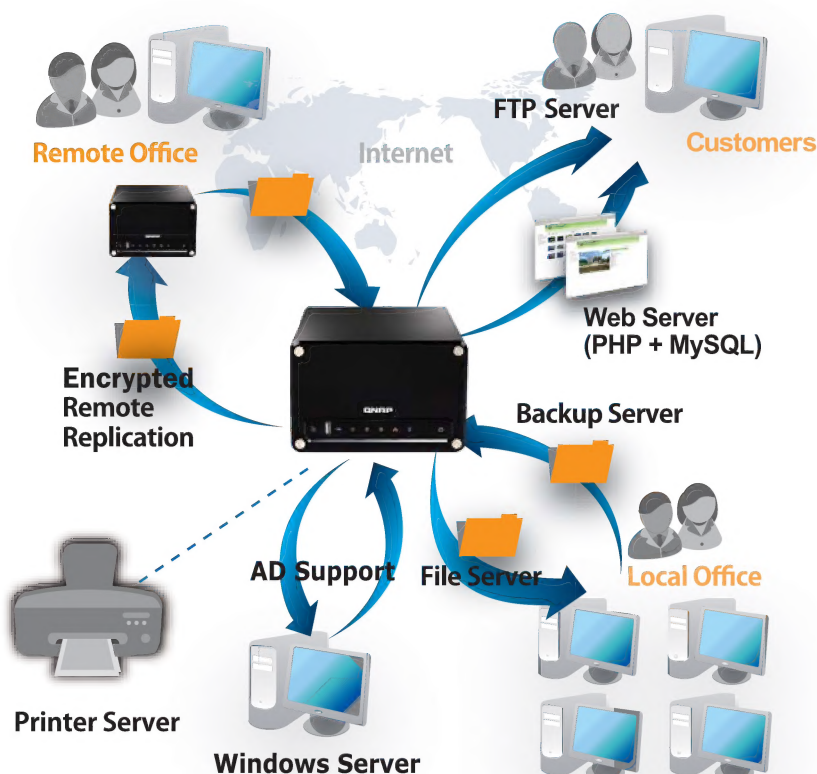 FTP Server
Customers
Remote Office
Internet
Web Server
(PHP + MySQL)
Encrypted
Remote
Replication
QNAP
Backup Server
AD Support
File Server
Local Office
Printer Server
Windows Server